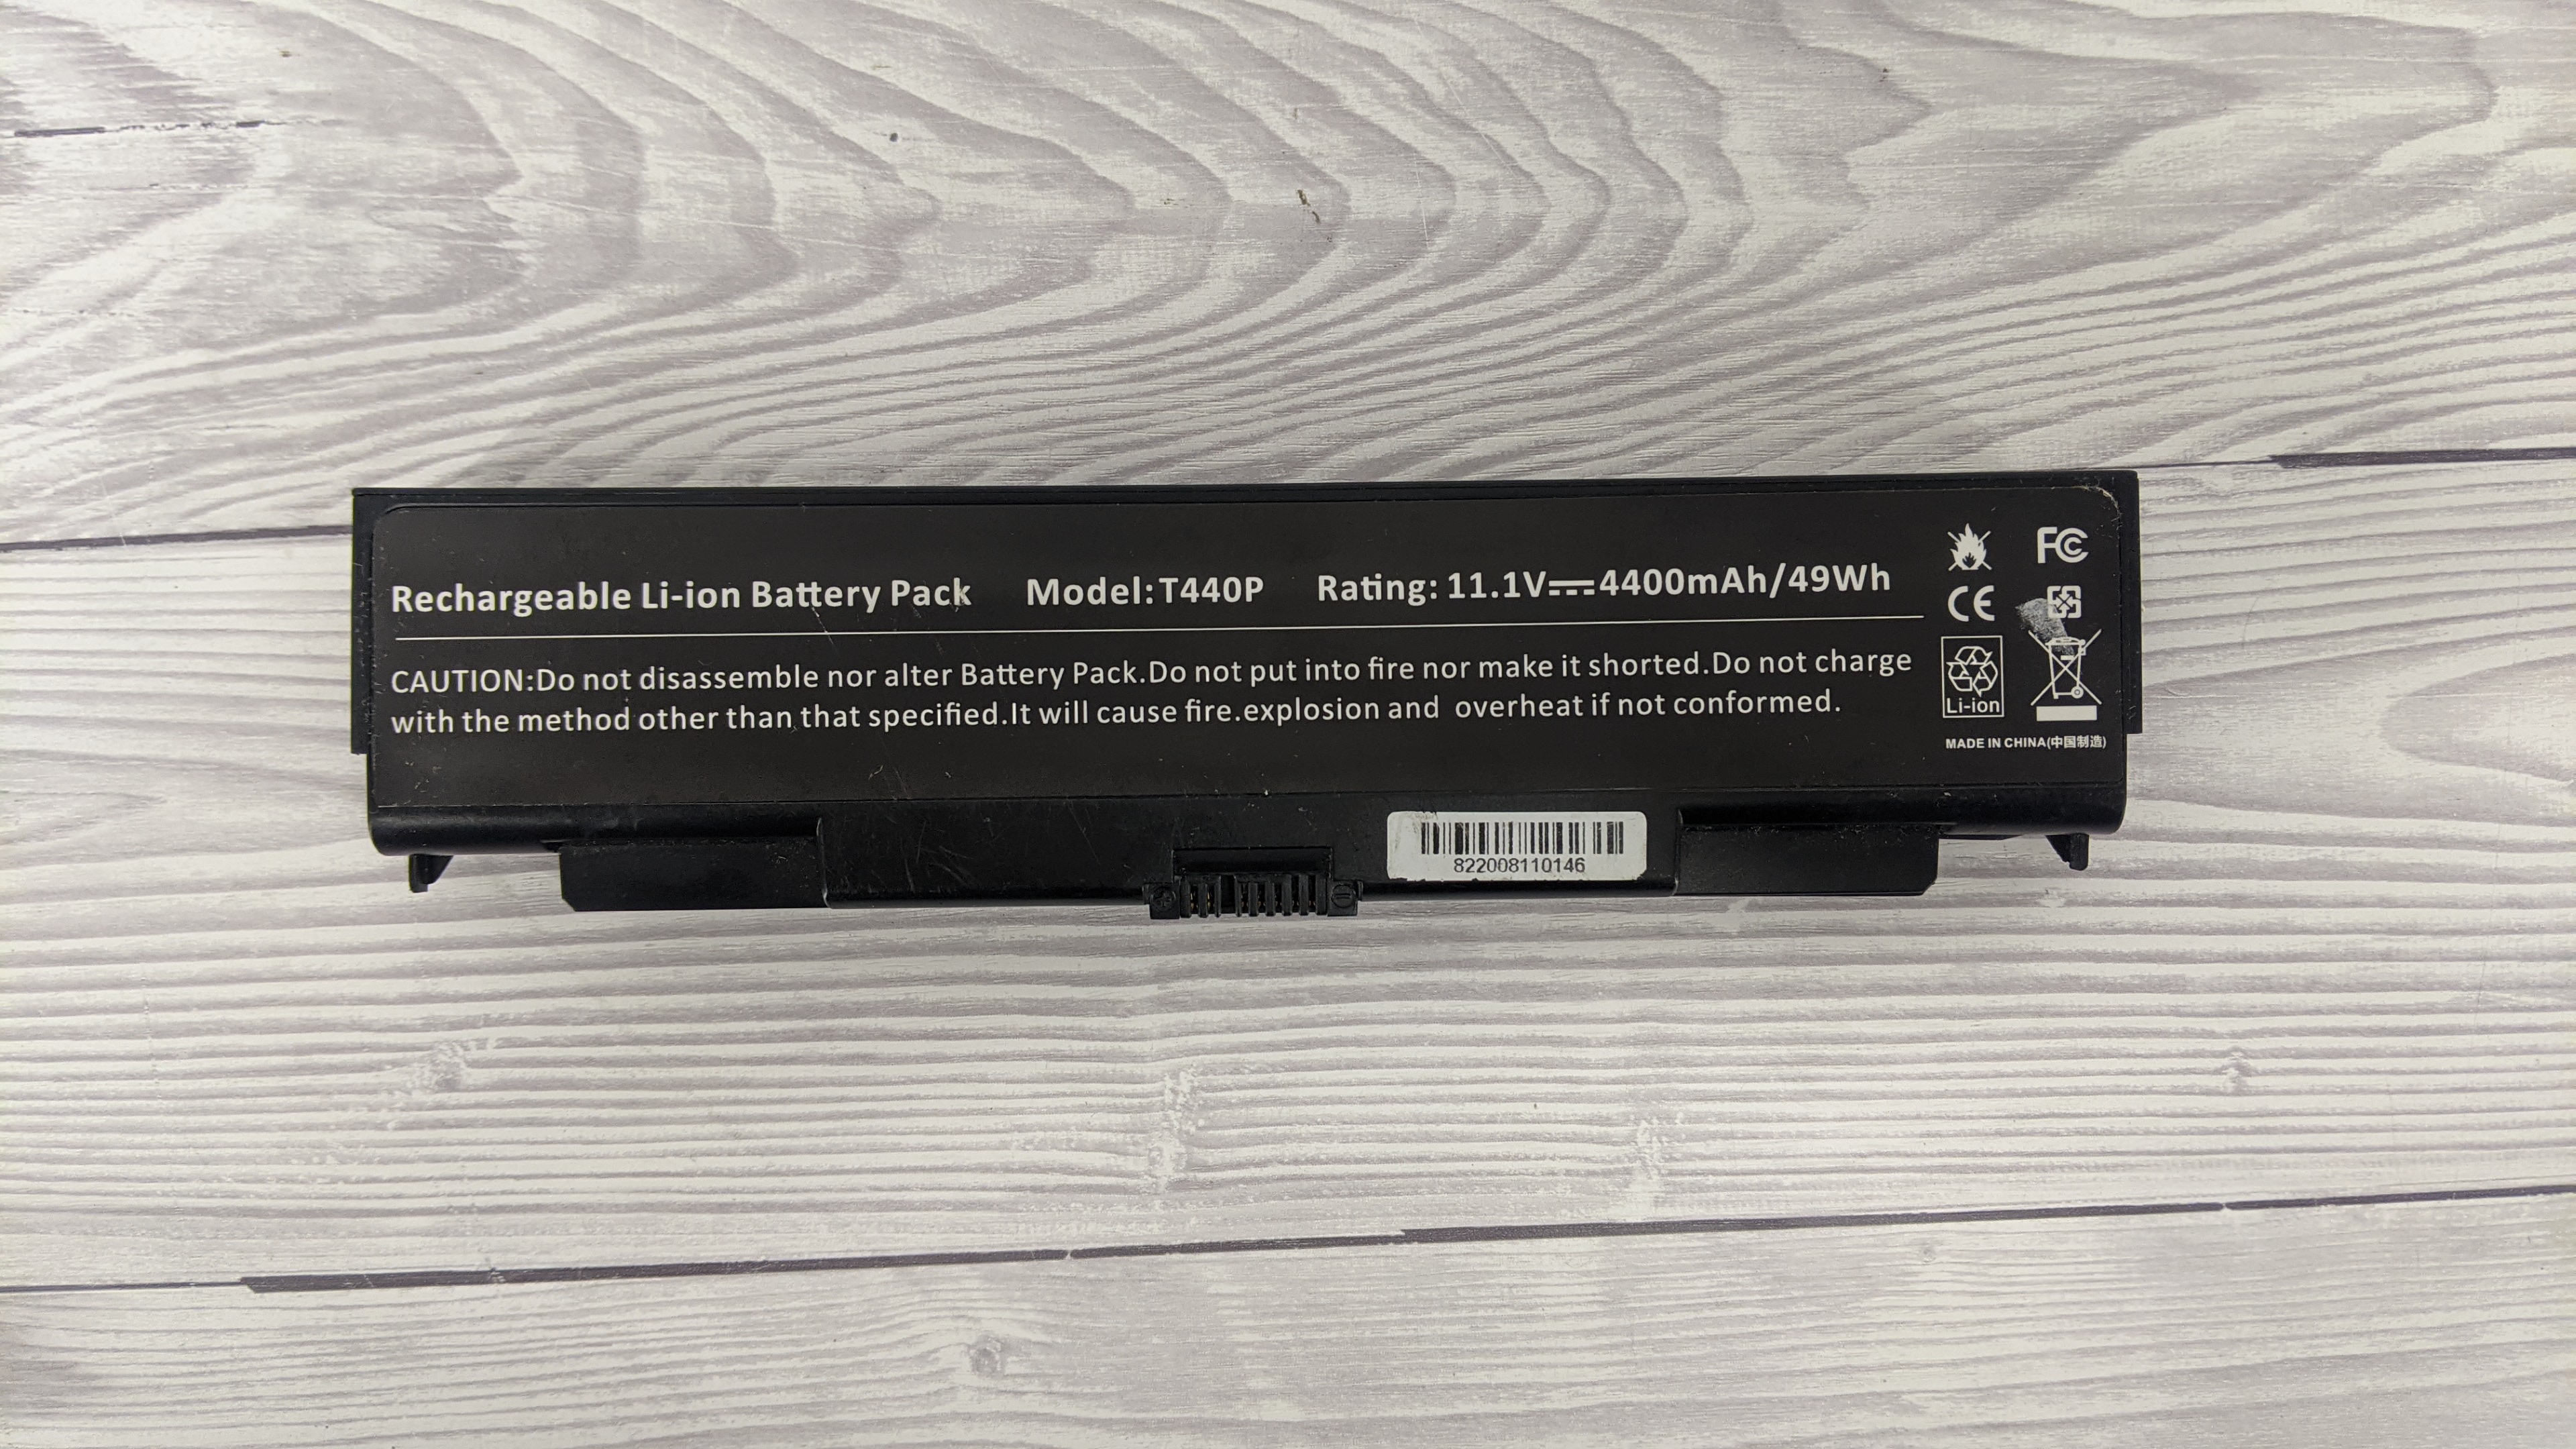 Rechargeable Li-ion Battery Pack Model:T440P Rating: 11.1V⎓4400mAh/49Wh
CAUTION:Do not disassemble nor alter Battery Pack.Do not put into fire nor make it shorted.Do not charge
with the method other than that specified.It will cause fire.explosion and overheat if not conformed.
FC
CE
Li-ion
MADE IN CHINA(中国制造)
822008110146